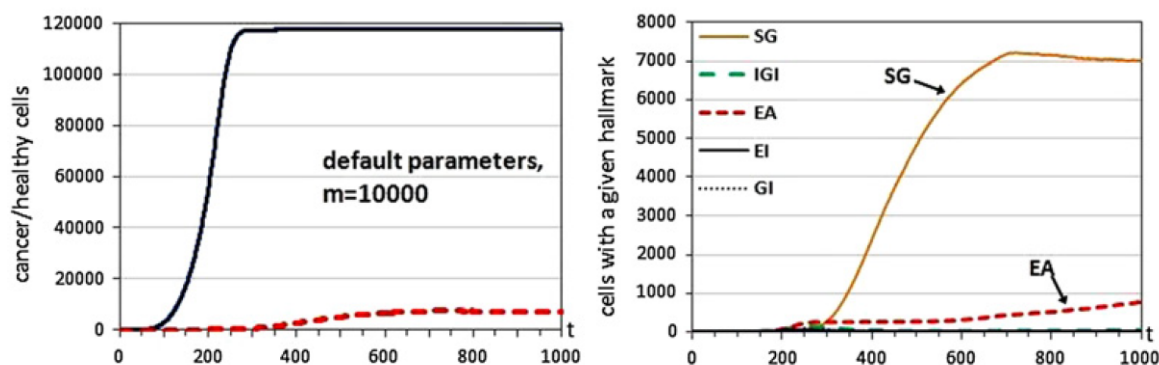 120000
100000
80000
60000
40000
20000
0
cancer/healthy cells
default parameters,
m=10000
0 200 400 600 800 1000
t
8000
7000
6000
5000
4000
3000
2000
1000
0
cells with a given hallmark
SG
IGI
EA
EI
GI
SG
EA
0 200 400 600 800 1000
t